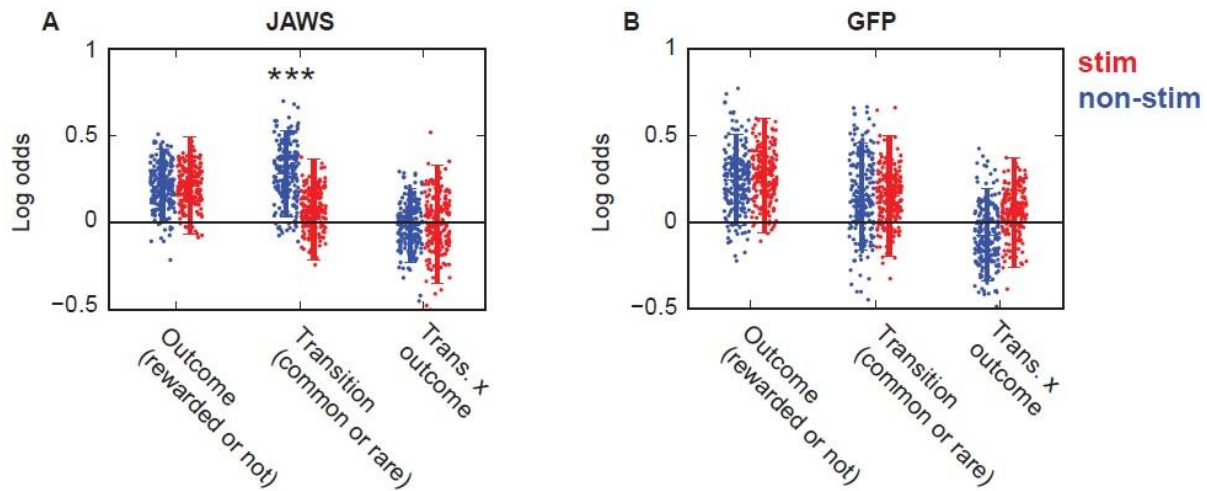 A
JAWS
1
0.5
0
−0.5
Log odds
***
Outcome
(rewarded or not)
Transition
(common or rare)
Trans. x
outcome
B
GFP
1
0.5
0
−0.5
Log odds
Outcome
(rewarded or not)
Transition
(common or rare)
Trans. x
outcome
stim
non-stim